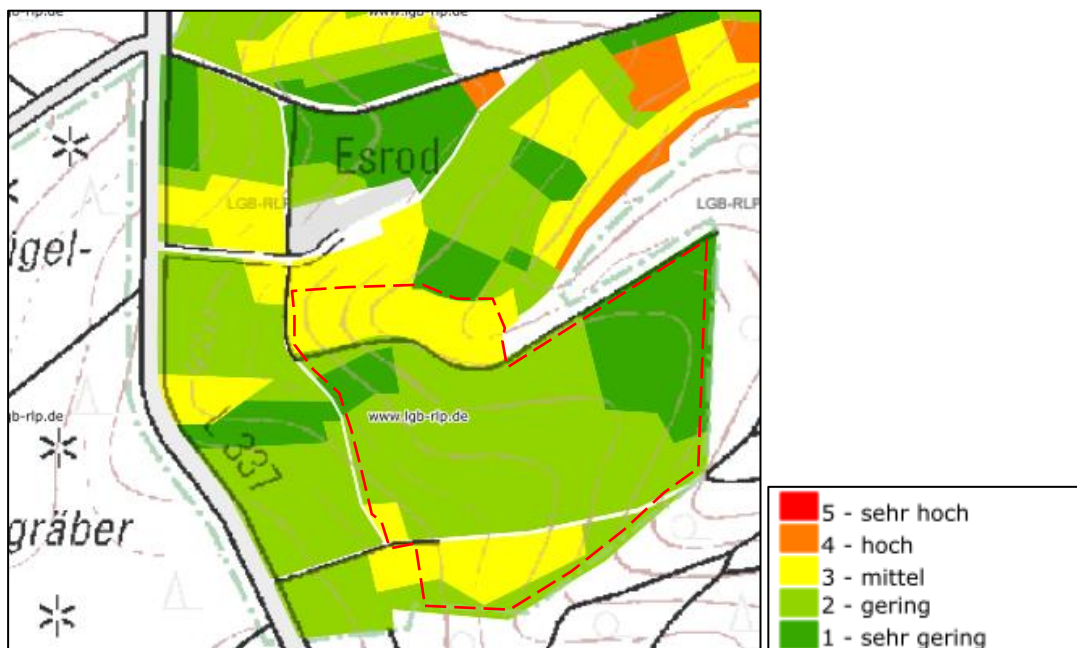 www.lgb-rlp.de
Esrod
LGB-RLP
LGB-RLP
igel-
gb-rlp.de
www.lgb-rlp.de
L 337
gräber
5 - sehr hoch
4 - hoch
3 - mittel
2 - gering
1 - sehr gering